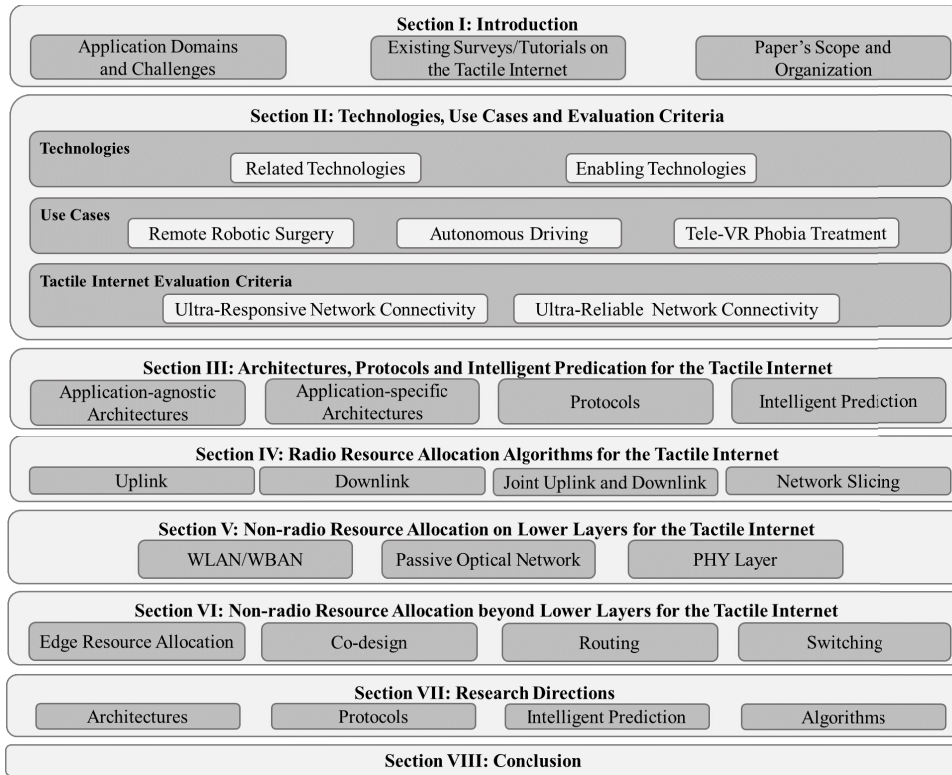 Section I: Introduction
Application Domains
and Challenges
Existing Surveys/Tutorials on
the Tactile Internet
Paper's Scope and
Organization
Section II: Technologies, Use Cases and Evaluation Criteria
Technologies
Related Technologies
Enabling Technologies
Use Cases
Remote Robotic Surgery
Autonomous Driving
Tele-VR Phobia Treatment
Tactile Internet Evaluation Criteria
Ultra-Responsive Network Connectivity
Ultra-Reliable Network Connectivity
Section III: Architectures, Protocols and Intelligent Predication for the Tactile Internet
Application-agnostic
Architectures
Application-specific
Architectures
Protocols
Intelligent Prediction
Section IV: Radio Resource Allocation Algorithms for the Tactile Internet
Uplink
Downlink
Joint Uplink and Downlink
Network Slicing
Section V: Non-radio Resource Allocation on Lower Layers for the Tactile Internet
WLAN/WBAN
Passive Optical Network
PHY Layer
Section VI: Non-radio Resource Allocation beyond Lower Layers for the Tactile Internet
Edge Resource Allocation
Co-design
Routing
Switching
Section VII: Research Directions
Architectures
Protocols
Intelligent Prediction
Algorithms
Section VIII: Conclusion